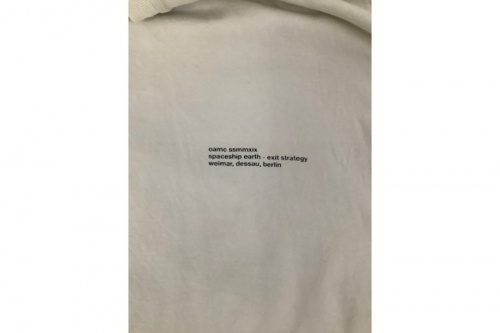 oamc ssmmxix
spaceship earth - exit strategy
weimar, dessau, berlin